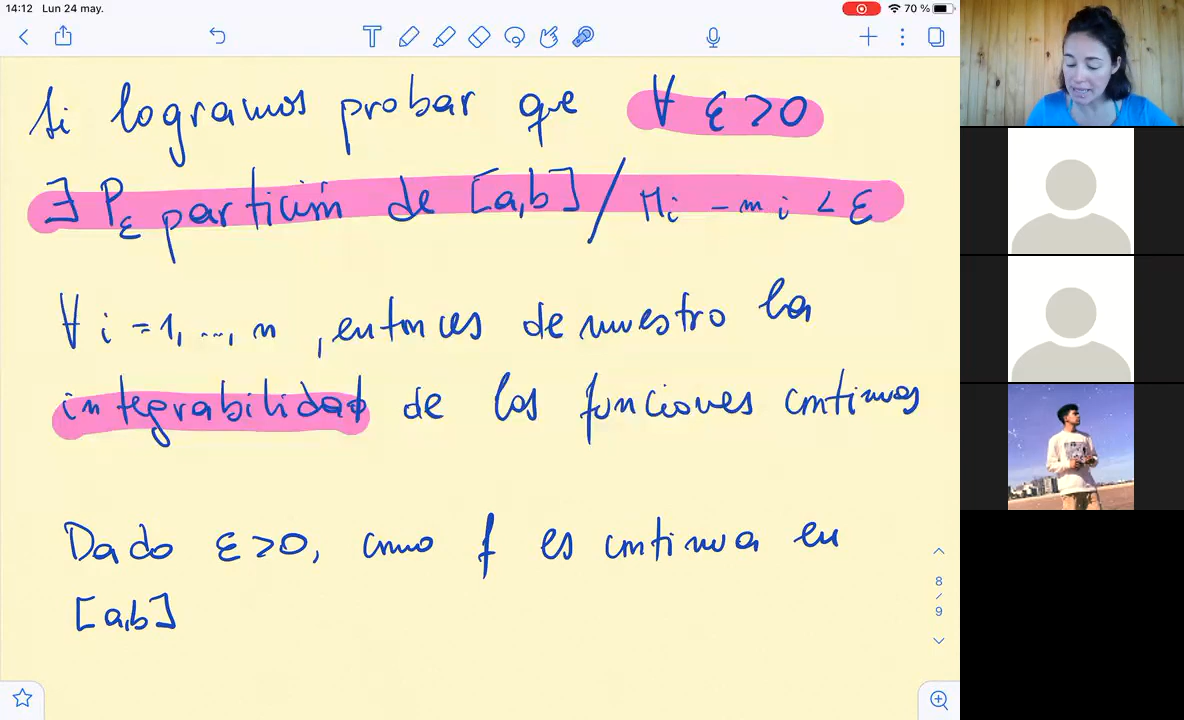 14:12 Lun 24 may.
70 %
Si logramos probar que ∀ ε>0
∃ Pε partición de [a,b] / Mi - mi < ε
∀ i = 1, ..., n, entonces demuestro la
integrabilidad de las funciones continuas
Dado ε>0, como f es continua en
[a,b]
8
/
9